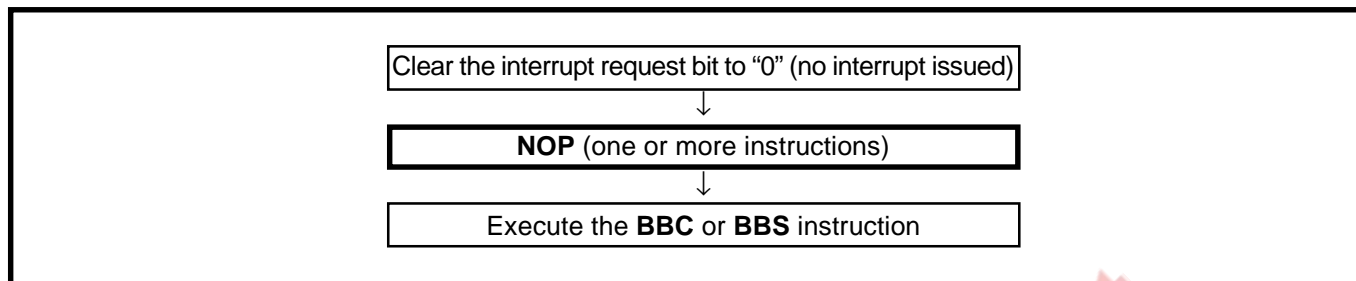 Clear the interrupt request bit to “0” (no interrupt issued)
↓
NOP (one or more instructions)
↓
Execute the BBC or BBS instruction